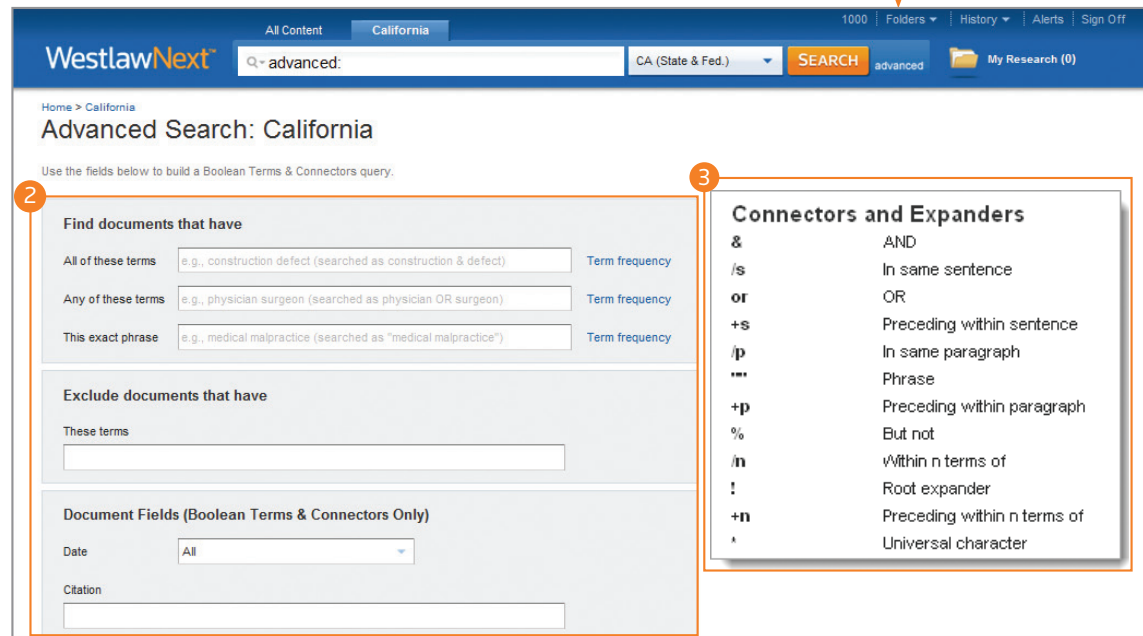 1000 Folders History Alerts Sign Off
All Content California
WestlawNext™ advanced: CA (State & Fed.) SEARCH advanced My Research (0)
Home > California
Advanced Search: California
Use the fields below to build a Boolean Terms & Connectors query.
2
Find documents that have
All of these terms e.g., construction defect (searched as construction & defect) Term frequency
Any of these terms e.g., physician surgeon (searched as physician OR surgeon) Term frequency
This exact phrase e.g., medical malpractice (searched as "medical malpractice") Term frequency
Exclude documents that have
These terms
Document Fields (Boolean Terms & Connectors Only)
Date All
Citation
3
Connectors and Expanders
& AND
/s In same sentence
or OR
+s Preceding within sentence
/p In same paragraph
"" Phrase
+p Preceding within paragraph
% But not
/n Within n terms of
! Root expander
+n Preceding within n terms of
* Universal character